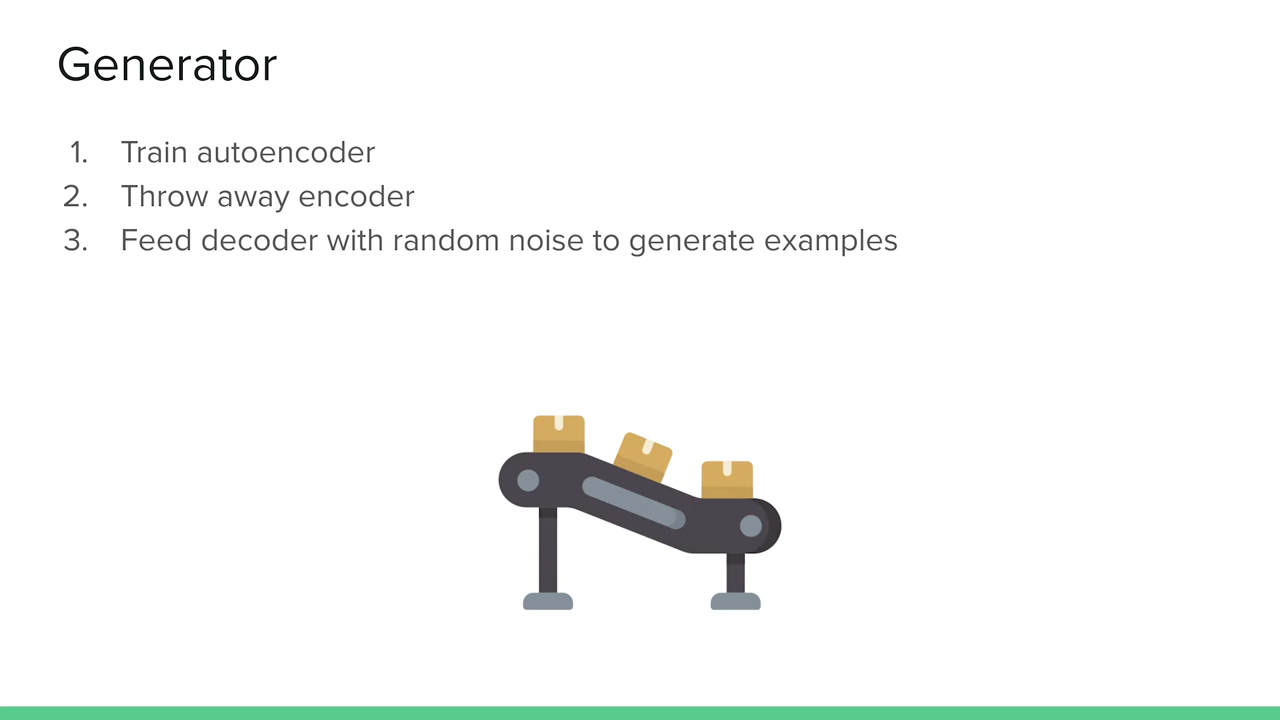 Generator
1. Train autoencoder
2. Throw away encoder
3. Feed decoder with random noise to generate examples